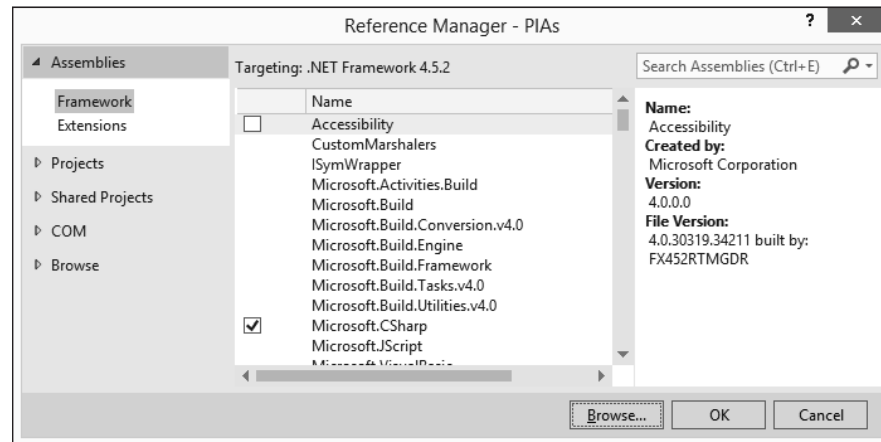 Reference Manager - PIAs
?
Assemblies
Framework
Extensions
Projects
Shared Projects
COM
Browse
Targeting: .NET Framework 4.5.2
Name
Accessibility
CustomMarshalers
ISymWrapper
Microsoft.Activities.Build
Microsoft.Build
Microsoft.Build.Conversion.v4.0
Microsoft.Build.Engine
Microsoft.Build.Framework
Microsoft.Build.Tasks.v4.0
Microsoft.Build.Utilities.v4.0
Microsoft.CSharp
Microsoft.JScript
Microsoft.VisualBasic
Search Assemblies (Ctrl+E)
Name:
Accessibility
Created by:
Microsoft Corporation
Version:
4.0.0.0
File Version:
4.0.30319.34211 built by:
FX452RTMGDR
Browse...
OK
Cancel